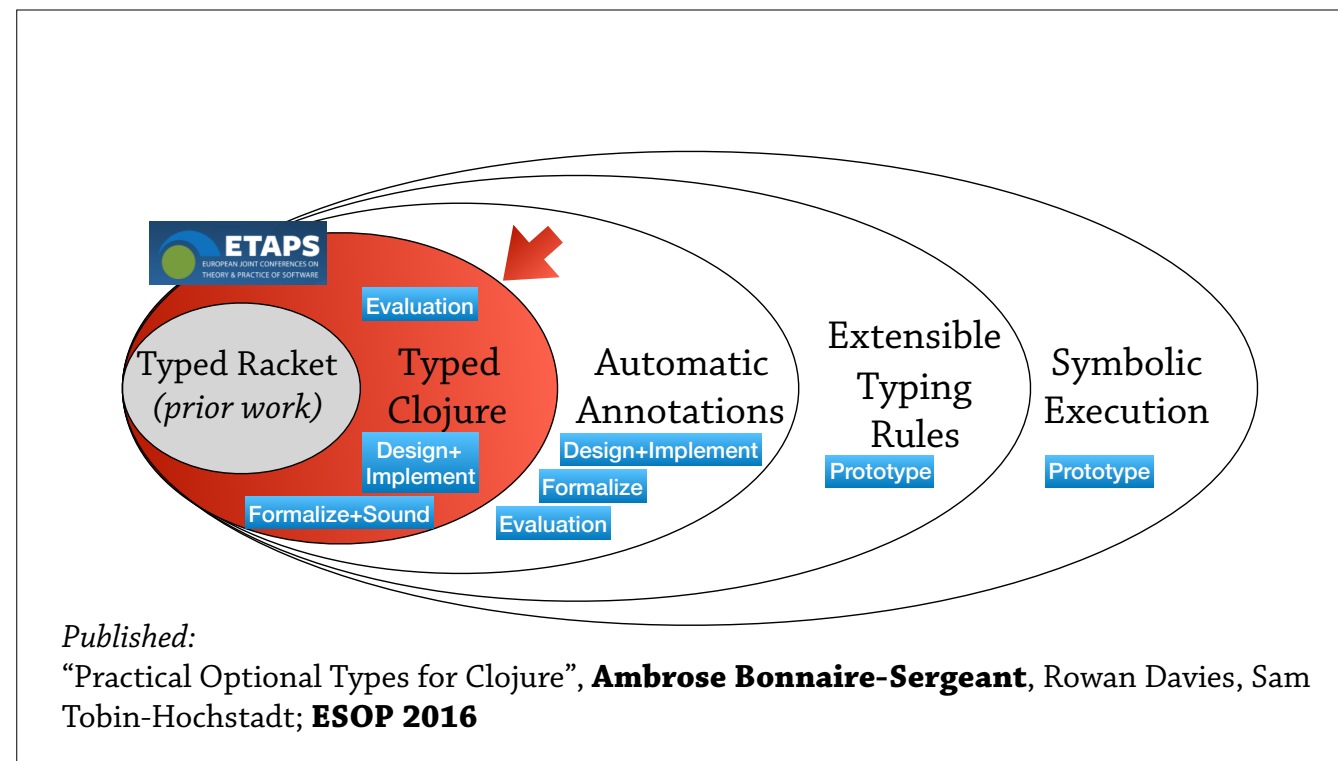 ETAPS
EUROPEAN JOINT CONFERENCES ON
THEORY & PRACTICE OF SOFTWARE
Evaluation
Typed Racket
(prior work)
Typed
Clojure
Design+
Implement
Formalize+Sound
Automatic
Annotations
Design+Implement
Formalize
Evaluation
Extensible
Typing
Rules
Prototype
Symbolic
Execution
Prototype
Published:
“Practical Optional Types for Clojure”, Ambrose Bonnaire-Sergeant, Rowan Davies, Sam
Tobin-Hochstadt; ESOP 2016